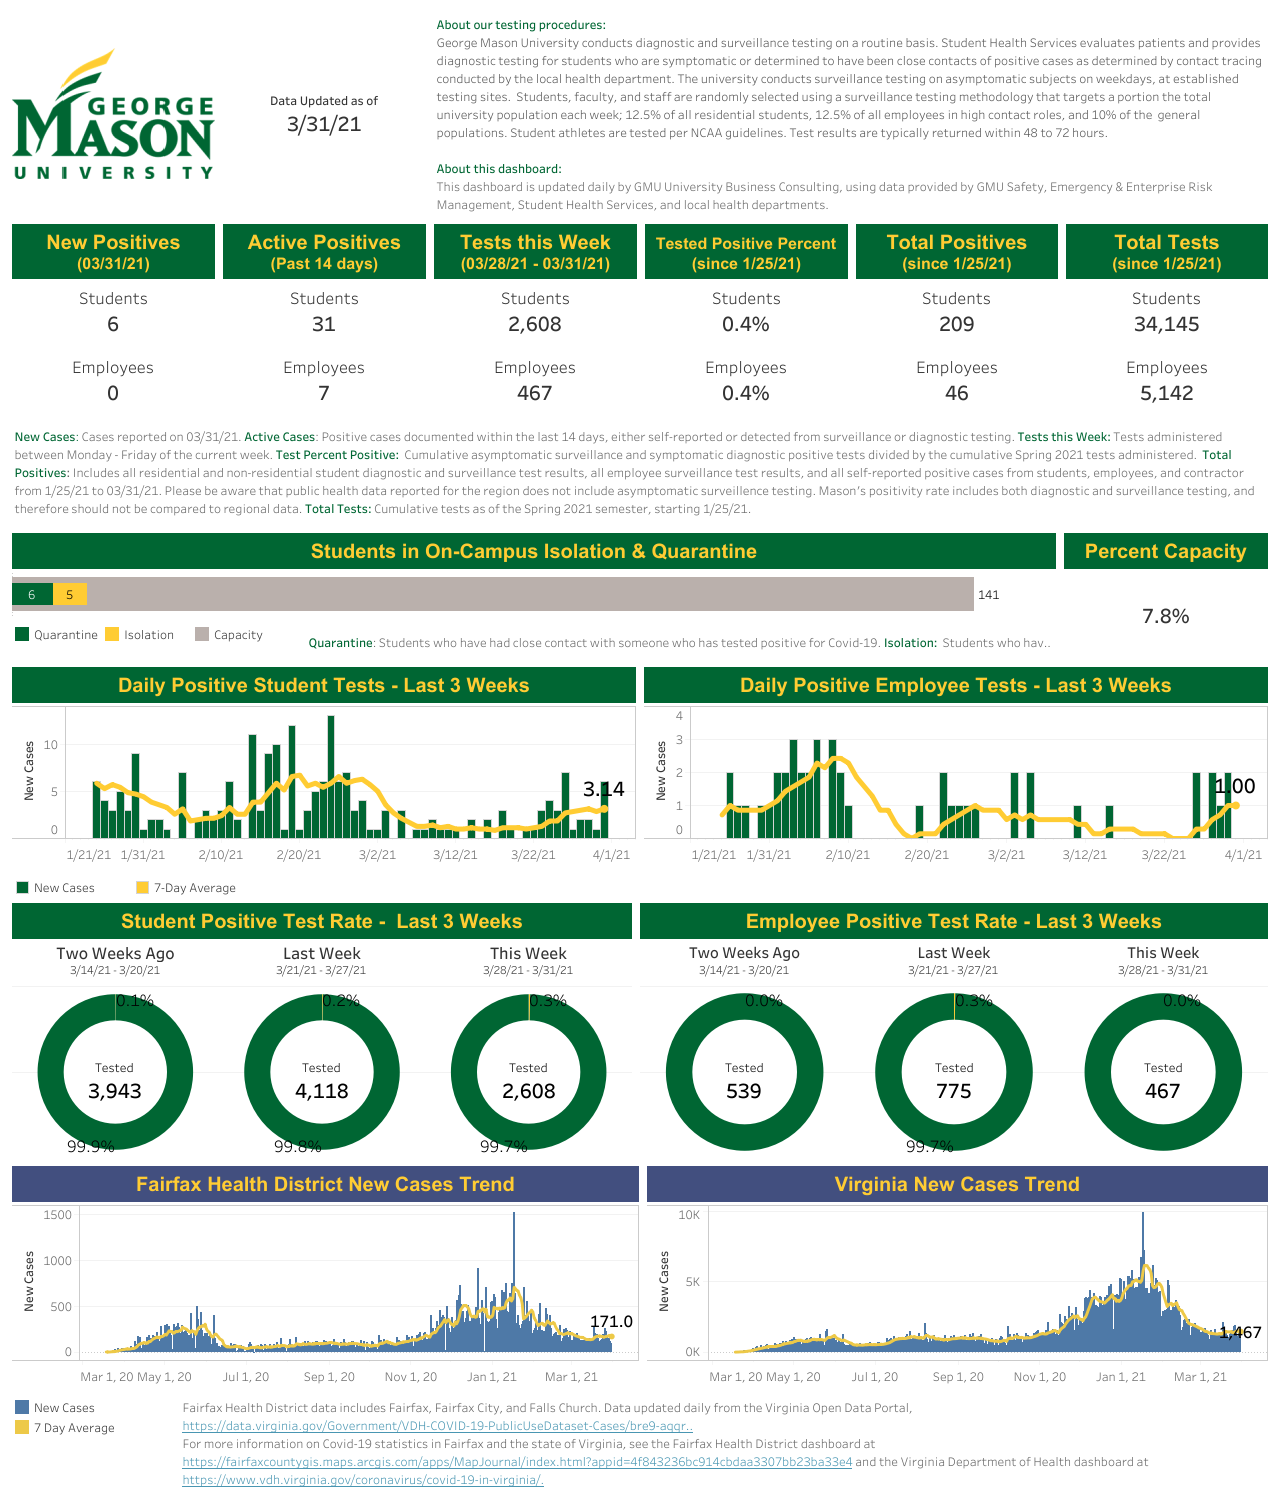 About our testing procedures:
George Mason University conducts diagnostic and surveillance testing on a routine basis. Student Health Services evaluates patients and provides
diagnostic testing for students who are symptomatic or determined to have been close contacts of positive cases as determined by contact tracing
conducted by the local health department. The university conducts surveillance testing on asymptomatic subjects on weekdays, at established
testing sites. Students, faculty, and staff are randomly selected using a surveillance testing methodology that targets a portion the total
university population each week; 12.5% of all residential students, 12.5% of all employees in high contact roles, and 10% of the general
populations. Student athletes are tested per NCAA guidelines. Test results are typically returned within 48 to 72 hours.
GEORGE
MASON
UNIVERSITY
Data Updated as of
3/31/21
About this dashboard:
This dashboard is updated daily by GMU University Business Consulting, using data provided by GMU Safety, Emergency & Enterprise Risk
Management, Student Health Services, and local health departments.
New Positives Active Positives Tests this Week Tested Positive Percent Total Positives Total Tests
(03/31/21) (Past 14 days) (03/28/21 - 03/31/21) (since 1/25/21) (since 1/25/21) (since 1/25/21)
Students Students Students Students Students Students
6 31 2,608 0.4% 209 34,145
Employees Employees Employees Employees Employees Employees
0 7 467 0.4% 46 5,142
New Cases: Cases reported on 03/31/21. Active Cases: Positive cases documented within the last 14 days, either self-reported or detected from surveillance or diagnostic testing. Tests this Week: Tests administered
between Monday - Friday of the current week. Test Percent Positive: Cumulative asymptomatic surveillance and symptomatic diagnostic positive tests divided by the cumulative Spring 2021 tests administered. Total
Positives: Includes all residential and non-residential student diagnostic and surveillance test results, all employee surveillance test results, and all self-reported positive cases from students, employees, and contractor
from 1/25/21 to 03/31/21. Please be aware that public health data reported for the region does not include asymptomatic surveillence testing. Mason's positivity rate includes both diagnostic and surveillance testing, and
therefore should not be compared to regional data. Total Tests: Cumulative tests as of the Spring 2021 semester, starting 1/25/21.
Students in On-Campus Isolation & Quarantine Percent Capacity
6 5 141
7.8%
Quarantine Isolation Capacity
Quarantine: Students who have had close contact with someone who has tested positive for Covid-19. Isolation: Students who hav..
Daily Positive Student Tests - Last 3 Weeks
New Cases
10
5
0
3.14
1/21/21 1/31/21 2/10/21 2/20/21 3/2/21 3/12/21 3/22/21 4/1/21
Daily Positive Employee Tests - Last 3 Weeks
New Cases
4
3
2
1
0
1.00
1/21/21 1/31/21 2/10/21 2/20/21 3/2/21 3/12/21 3/22/21 4/1/21
New Cases 7-Day Average
Student Positive Test Rate - Last 3 Weeks
Two Weeks Ago Last Week This Week
3/14/21 - 3/20/21 3/21/21 - 3/27/21 3/28/21 - 3/31/21
0.1% 0.2% 0.3%
Tested Tested Tested
3,943 4,118 2,608
99.9% 99.8% 99.7%
Employee Positive Test Rate - Last 3 Weeks
Two Weeks Ago Last Week This Week
3/14/21 - 3/20/21 3/21/21 - 3/27/21 3/28/21 - 3/31/21
0.0% 0.3% 0.0%
Tested Tested Tested
539 775 467
99.7%
Fairfax Health District New Cases Trend
New Cases
1500
1000
500
0
171.0
Mar 1, 20 May 1, 20 Jul 1, 20 Sep 1, 20 Nov 1, 20 Jan 1, 21 Mar 1, 21
Virginia New Cases Trend
New Cases
10K
5K
0K
1,467
Mar 1, 20 May 1, 20 Jul 1, 20 Sep 1, 20 Nov 1, 20 Jan 1, 21 Mar 1, 21
New Cases
7 Day Average
Fairfax Health District data includes Fairfax, Fairfax City, and Falls Church. Data updated daily from the Virginia Open Data Portal,
https://data.virginia.gov/Government/VDH-COVID-19-PublicUseDataset-Cases/bre9-aqqr..
For more information on Covid-19 statistics in Fairfax and the state of Virginia, see the Fairfax Health District dashboard at
https://fairfaxcountygis.maps.arcgis.com/apps/MapJournal/index.html?appid=4f843236bc914cbdaa3307bb23ba33e4 and the Virginia Department of Health dashboard at
https://www.vdh.virginia.gov/coronavirus/covid-19-in-virginia/.